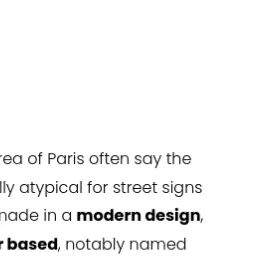 rea of Paris often say the
lly atypical for street signs
made in a modern design,
r based, notably named